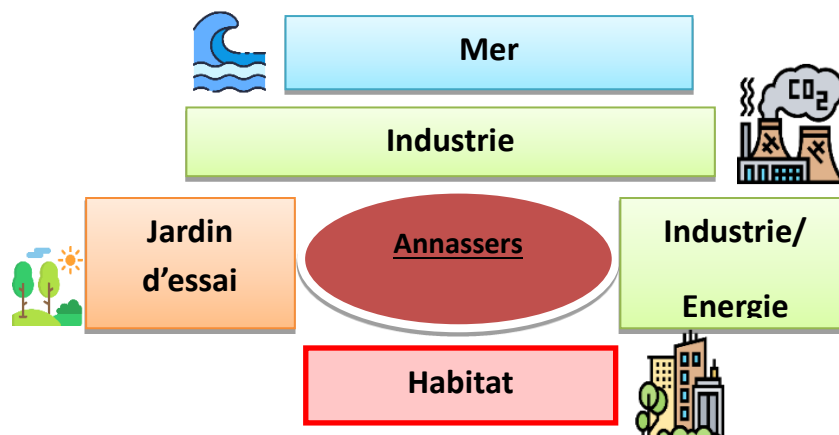 Mer
CO2
Industrie
Jardin
d'essai
Annassers
Industrie/
Energie
Habitat